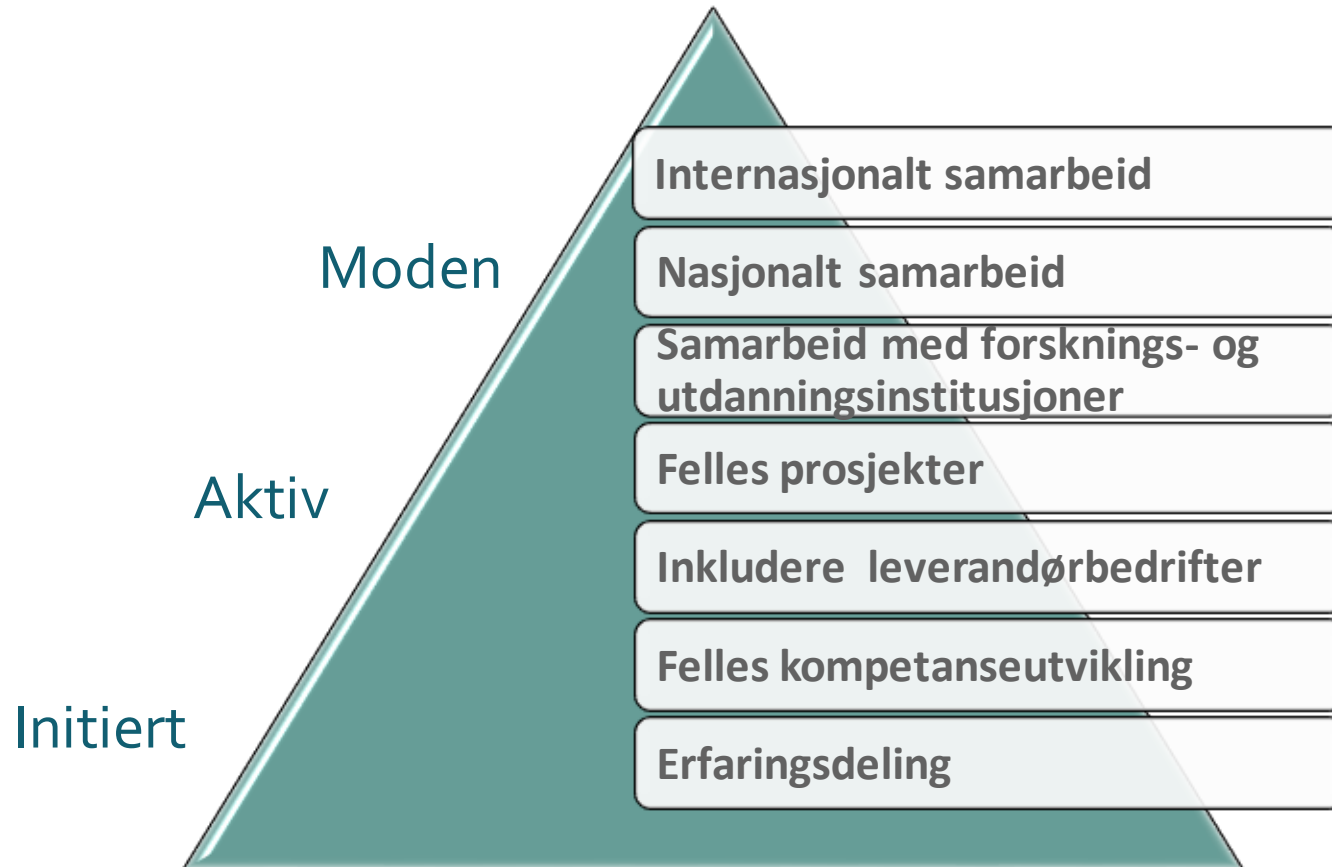 Internasjonalt samarbeid
Moden
Nasjonalt samarbeid
Samarbeid med forsknings- og
utdanningsinstitusjoner
Felles prosjekter
Aktiv
Inkludere leverandørbedrifter
Felles kompetanseutvikling
Initiert
Erfaringsdeling